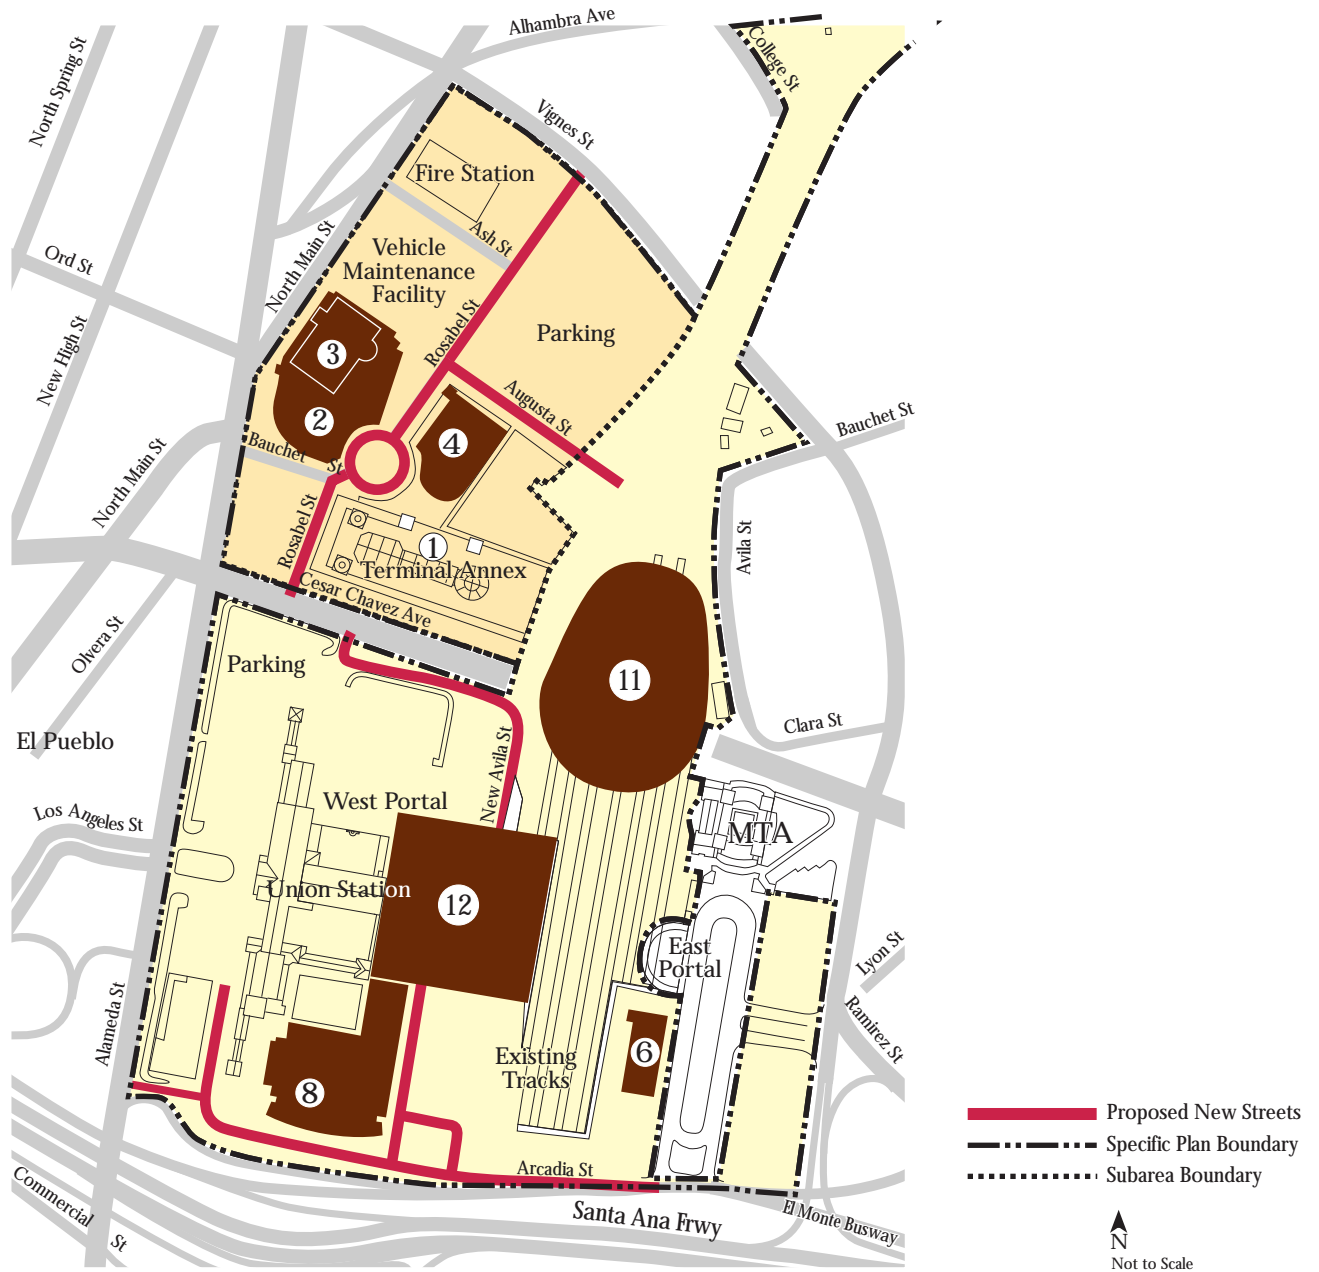 Alhambra Ave
College St
North Spring St
Vignes St
Fire Station
Ash St
North Main St
Vehicle
Maintenance
Facility
Ord St
Rosabel St
Parking
3
New High St
Augusta St
2
4
Bauchet St
Bauchet St
North Main St
Rosabel St
1
Terminal Annex
Avila St
Cesar Chavez Ave
Olvera St
Parking
11
El Pueblo
Clara St
New Avila St
West Portal
Los Angeles St
MTA
Union Station
12
East
Portal
Lyon St
Alameda St
Ramirez St
Existing
Tracks
6
8
Arcadia St
Commercial St
Santa Ana Frwy
El Monte Busway
Proposed New Streets
Specific Plan Boundary
Subarea Boundary
N
Not to Scale